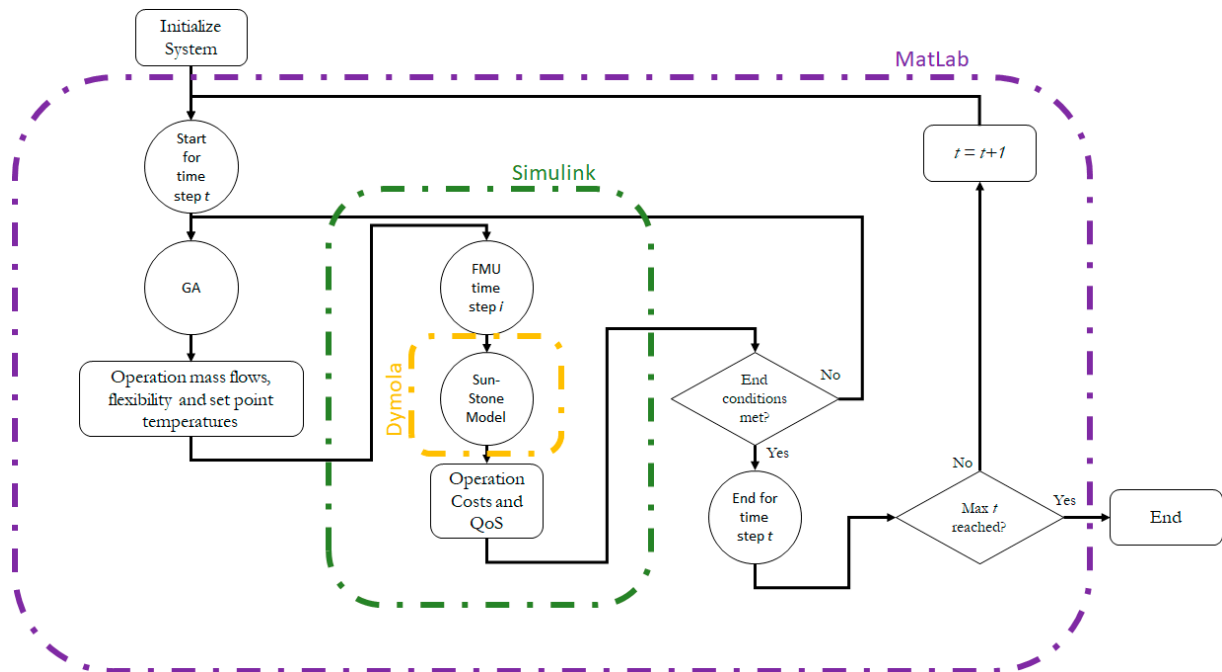 Initialize
System
MatLab
Start
for
time
step t
t = t+1
Simulink
GA
FMU
time
step i
Operation mass flows,
flexibility and set point
temperatures
Dymola
Sun-
Stone
Model
End
conditions
met?
No
Yes
Operation
Costs and
QoS
End for
time
step t
No
Max t
reached?
Yes
End